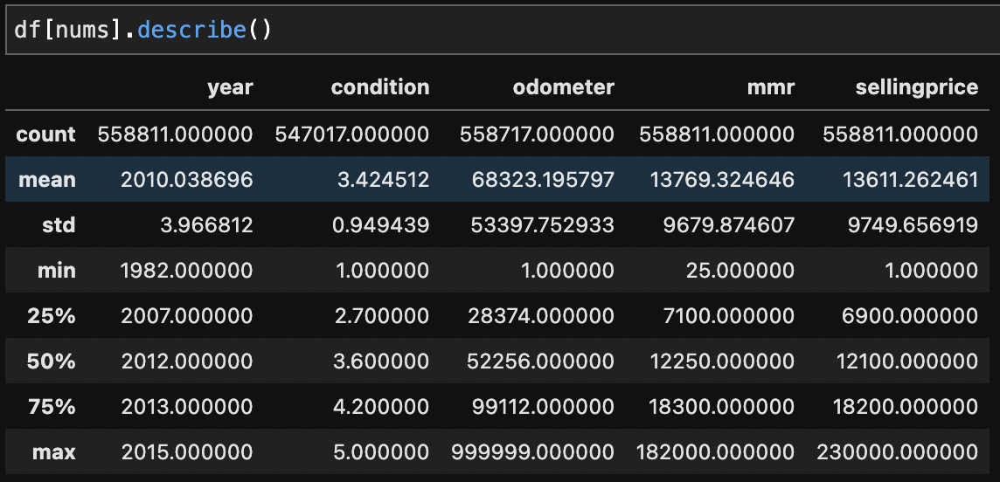 df[nums].describe()
year condition odometer mmr sellingprice
count 558811.000000 547017.000000 558717.000000 558811.000000 558811.000000
mean 2010.038696 3.424512 68323.195797 13769.324646 13611.262461
std 3.966812 0.949439 53397.752933 9679.874607 9749.656919
min 1982.000000 1.000000 1.000000 25.000000 1.000000
25% 2007.000000 2.700000 28374.000000 7100.000000 6900.000000
50% 2012.000000 3.600000 52256.000000 12250.000000 12100.000000
75% 2013.000000 4.200000 99112.000000 18300.000000 18200.000000
max 2015.000000 5.000000 999999.000000 182000.000000 230000.000000